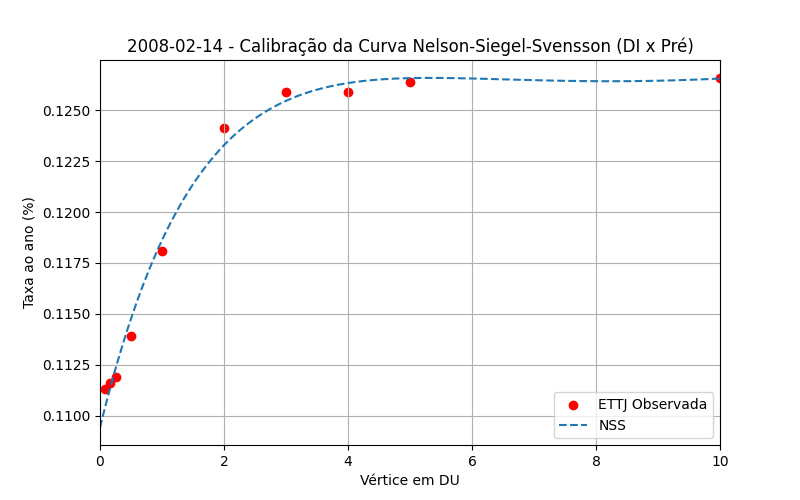 2008-02-14 - Calibração da Curva Nelson-Siegel-Svensson (DI x Pré)
Taxa ao ano (%)
0.1250
0.1225
0.1200
0.1175
0.1150
0.1125
0.1100
ETTJ Observada
NSS
0 2 4 6 8 10
Vértice em DU